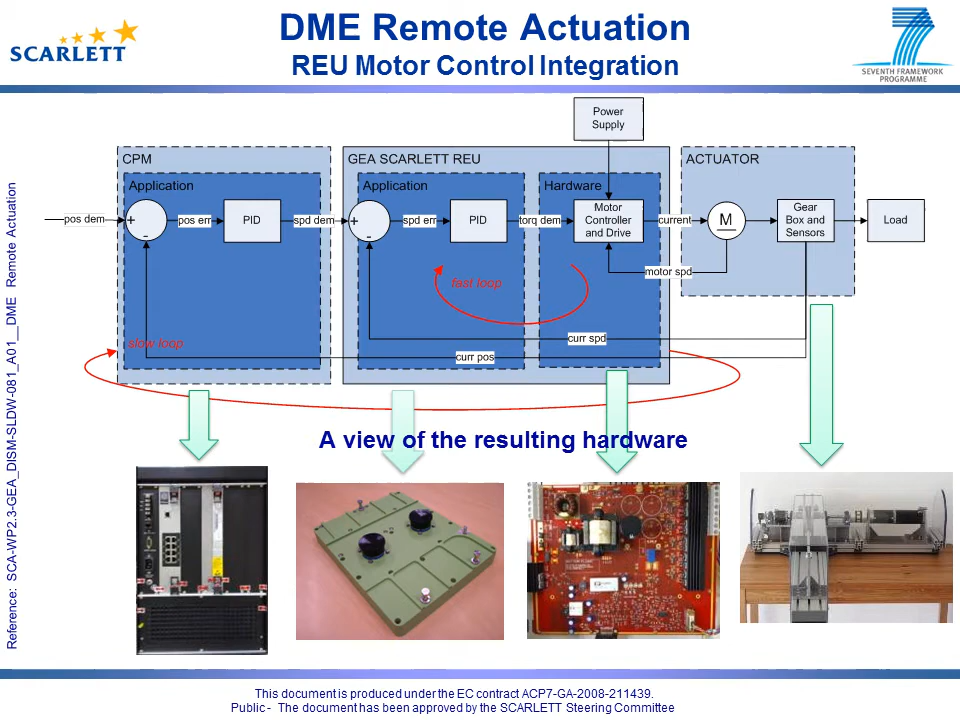 DME Remote Actuation
REU Motor Control Integration
SCARLETT
SEVENTH FRAMEWORK
PROGRAMME
Reference: SCA-WP2.3-GEA_DISM-SLDW-081_A01__DME Remote Actuation
Power
Supply
CPM
GEA SCARLETT REU
ACTUATOR
Application
Application
Hardware
pos dem
+
-
pos err
PID
spd dem
+
-
spd err
PID
torq dem
Motor
Controller
and Drive
current
M
Gear
Box and
Sensors
Load
motor spd
fast loop
curr spd
slow loop
curr pos
A view of the resulting hardware
This document is produced under the EC contract ACP7-GA-2008-211439.
Public - The document has been approved by the SCARLETT Steering Committee